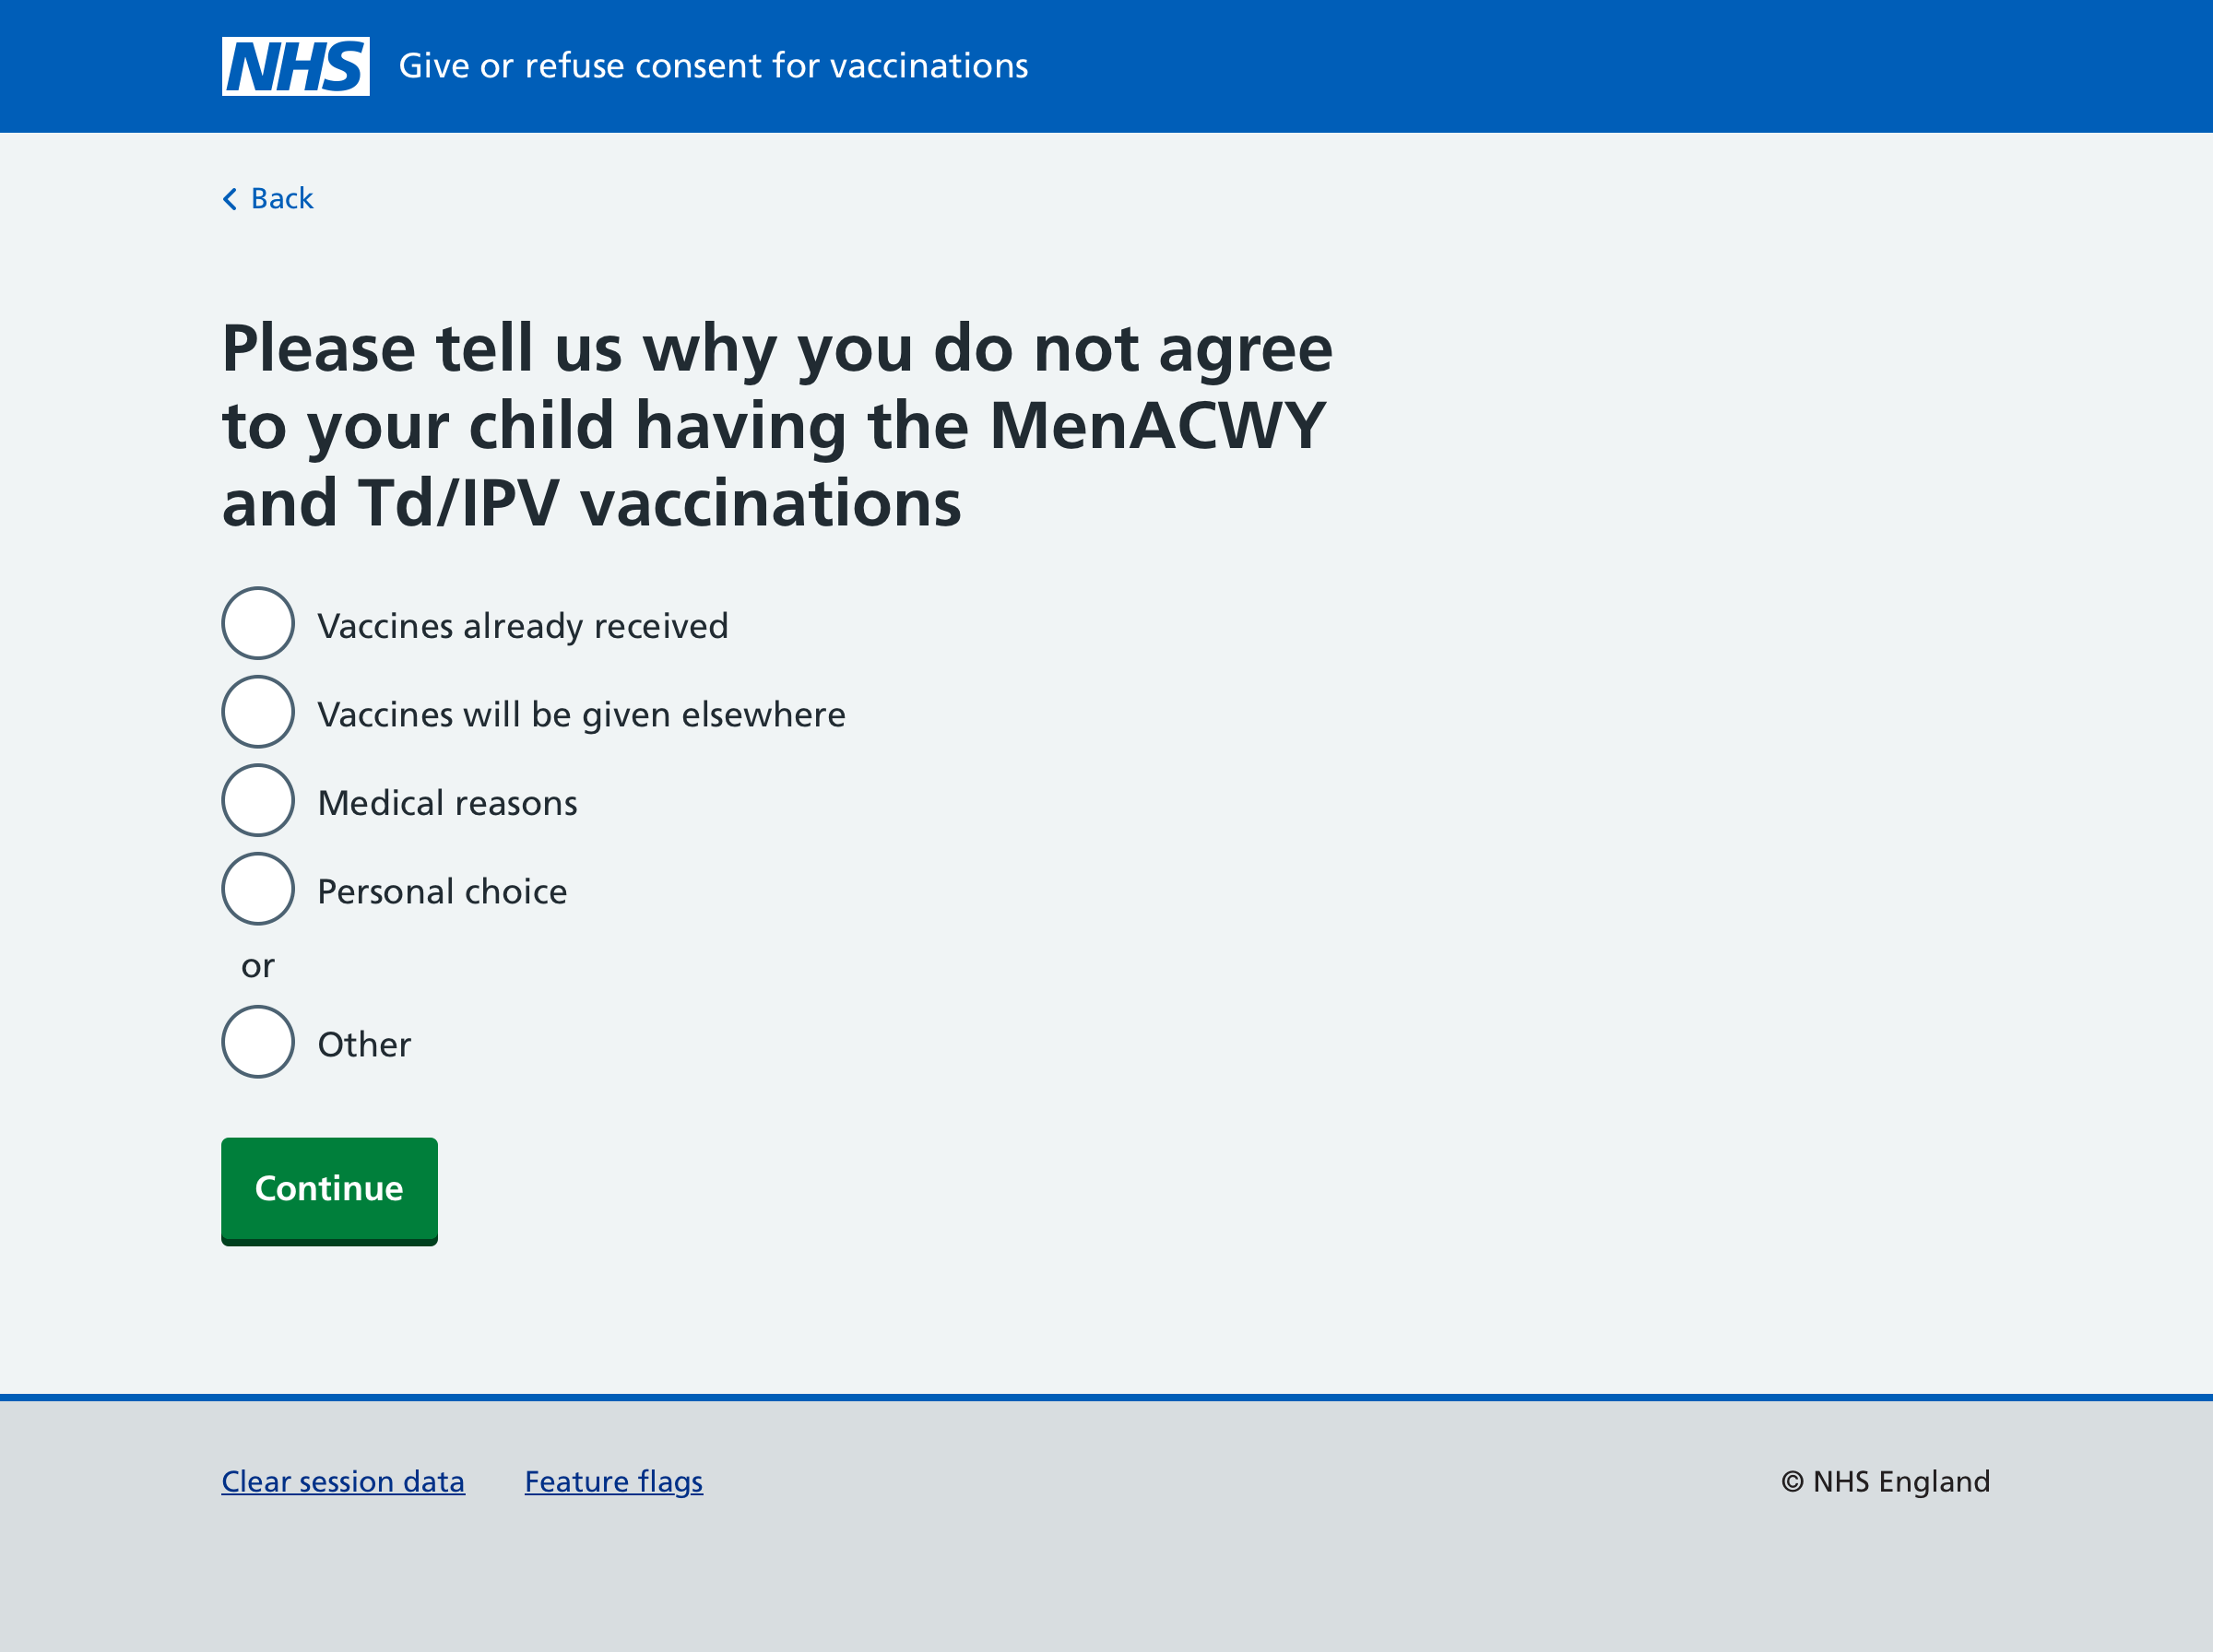 NHS Give or refuse consent for vaccinations
Back
Please tell us why you do not agree
to your child having the MenACWY
and Td/IPV vaccinations
Vaccines already received
Vaccines will be given elsewhere
Medical reasons
Personal choice
or
Other
Continue
Clear session data Feature flags © NHS England